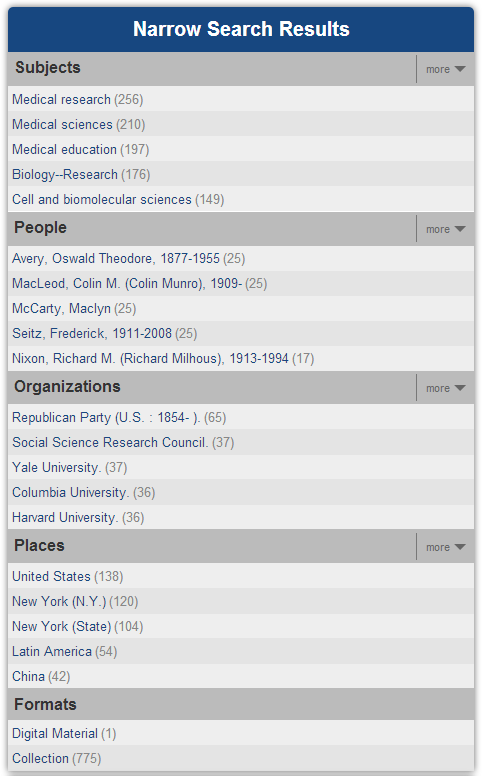 Narrow Search Results
Subjects more
Medical research (256)
Medical sciences (210)
Medical education (197)
Biology--Research (176)
Cell and biomolecular sciences (149)
People more
Avery, Oswald Theodore, 1877-1955 (25)
MacLeod, Colin M. (Colin Munro), 1909- (25)
McCarty, Maclyn (25)
Seitz, Frederick, 1911-2008 (25)
Nixon, Richard M. (Richard Milhous), 1913-1994 (17)
Organizations more
Republican Party (U.S. : 1854- ). (65)
Social Science Research Council. (37)
Yale University. (37)
Columbia University. (36)
Harvard University. (36)
Places more
United States (138)
New York (N.Y.) (120)
New York (State) (104)
Latin America (54)
China (42)
Formats
Digital Material (1)
Collection (775)